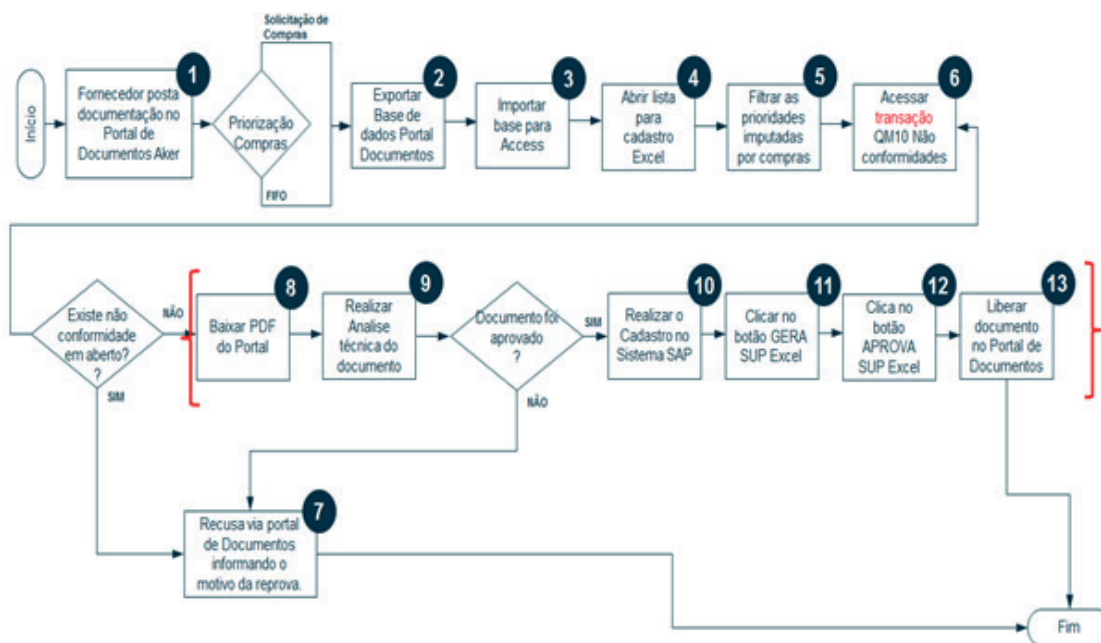 Início
1
Fornecedor posta
documentação no
Portal de
Documentos Aker
Solicitação de
Compras
Priorização
Compras
FIFO
2
Exportar
Base de
dados Portal
Documentos
3
Importar
base para
Access
4
Abrir lista
para
cadastro
Excel
5
Filtrar as
prioridades
imputadas
por compras
6
Acessar
transação
QM10 Não
conformidades
Existe não
conformidade
em aberto?
?
NÃO
SIM
8
Baixar PDF
do Portal
9
Realizar
Analise
técnica do
documento
Documento foi
aprovado
?
SIM
NÃO
10
Realizar o
Cadastro no
Sistema SAP
11
Clicar no
botão GERA
SUP Excel
12
Clica no
botão
APROVA
SUP Excel
13
Liberar
documento
no Portal de
Documentos
7
Recusa via portal
de Documentos
informando o
motivo da reprova.
Fim